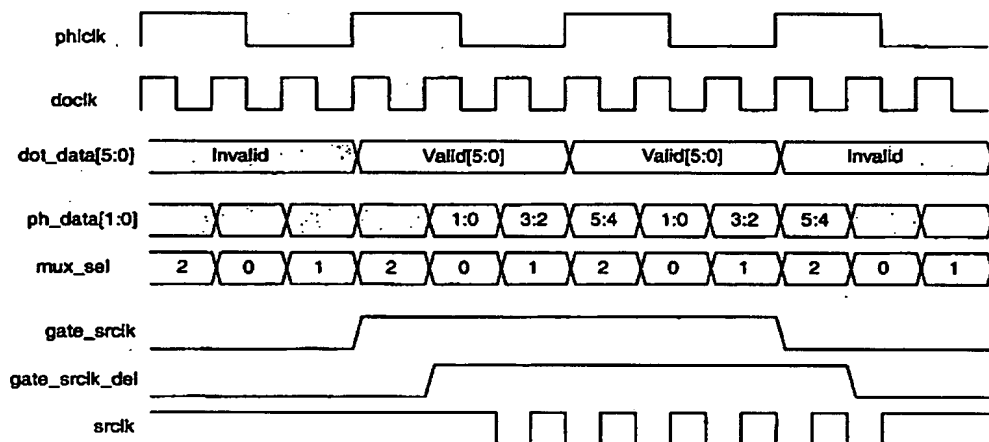 phiclk
doclk
dot_data[5:0] Invalid Valid[5:0] Valid[5:0] Invalid
ph_data[1:0] 1:0 3:2 5:4 1:0 3:2 5:4
mux_sel 2 0 1 2 0 1 2 0 1 2 0 1
gate_srclk
gate_srclk_del
srclk